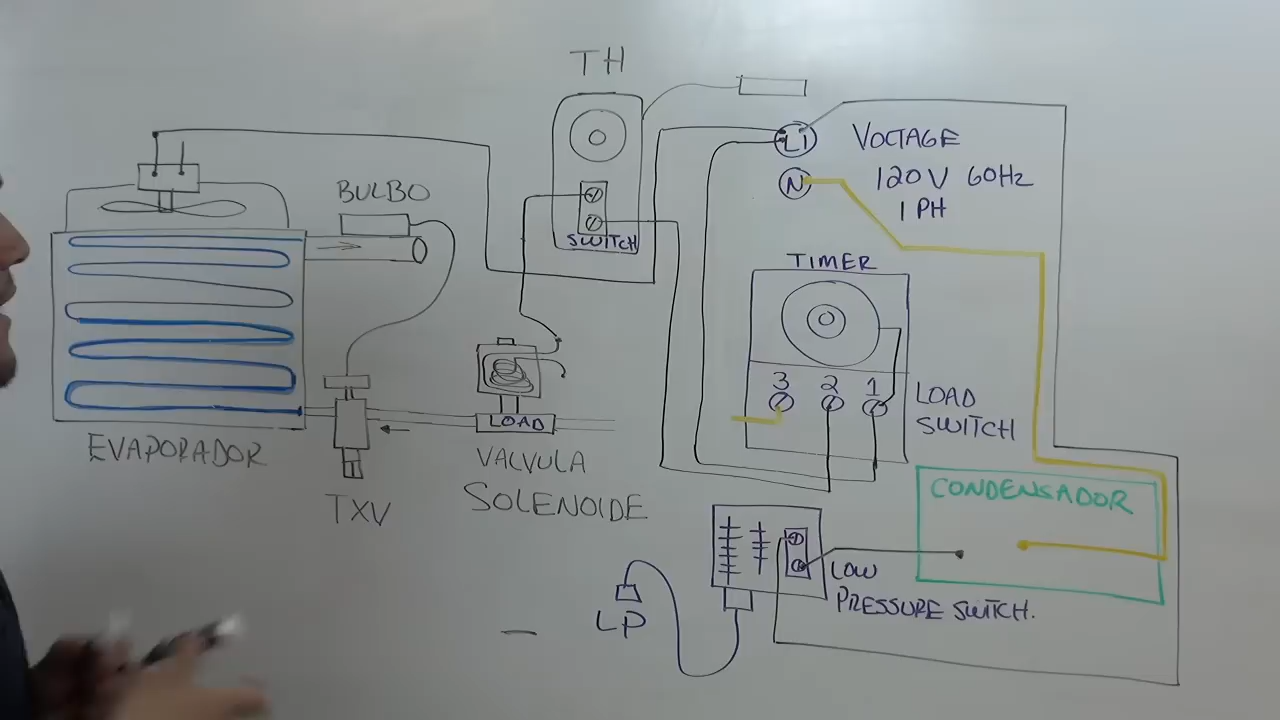 TH
L1
VOLTAGE
N
120V 60Hz
1 PH
BULBO
SWITCH
TIMER
3 2 1
LOAD
SWITCH
LOAD
EVAPORADOR
VALVULA
SOLENOIDE
TXV
CONDENSADOR
LOW
PRESSURE SWITCH.
LP